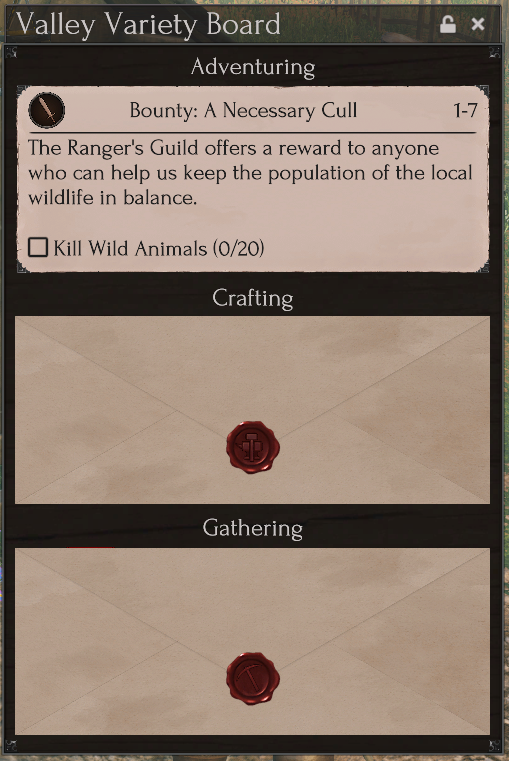 Valley Variety Board
Adventuring
Bounty: A Necessary Cull 1-7
The Ranger's Guild offers a reward to anyone
who can help us keep the population of the local
wildlife in balance.
Kill Wild Animals (0/20)
Crafting
Gathering